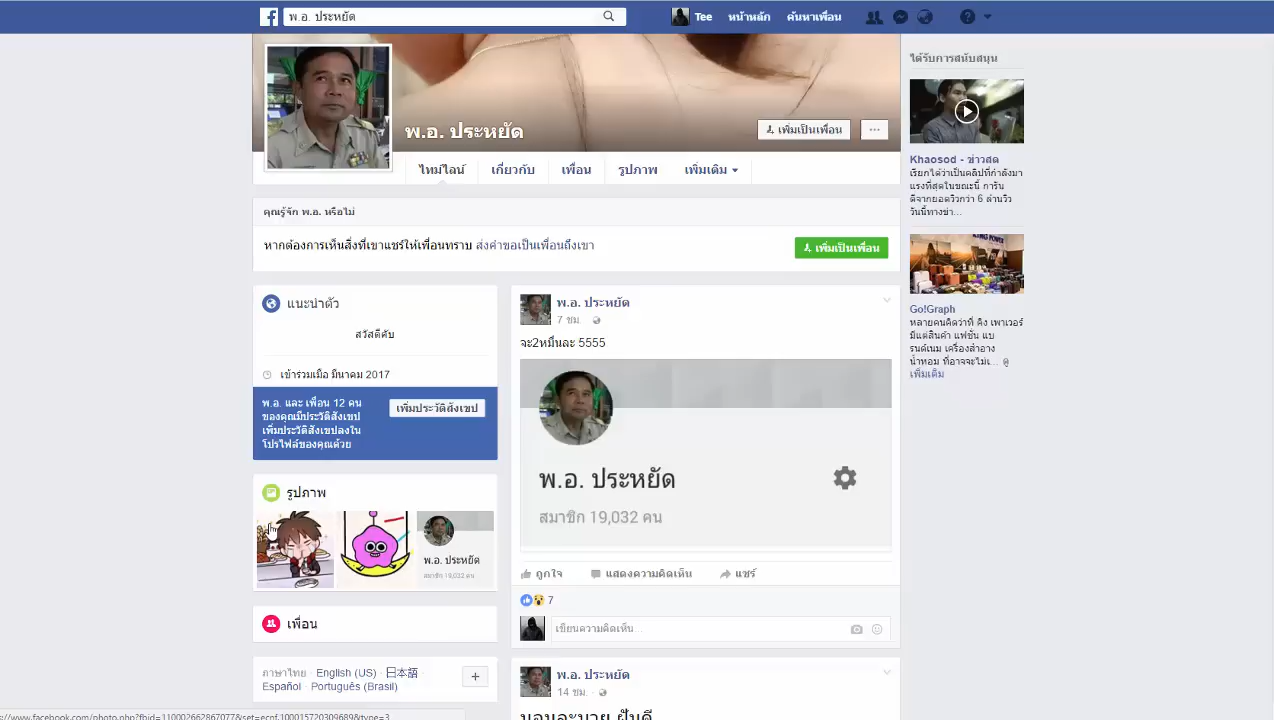 พ.อ. ประหยัด
Tee หน้าหลัก ค้นหาเพื่อน
พ.อ. ประหยัด
เพิ่มเป็นเพื่อน
ไทม์ไลน์ เกี่ยวกับ เพื่อน รูปภาพ เพิ่มเติม
คุณรู้จัก พ.อ. หรือไม่
หากต้องการเห็นสิ่งที่เขาแชร์ให้เพื่อนทราบ ส่งคำขอเป็นเพื่อนถึงเขา
เพิ่มเป็นเพื่อน
แนะนำตัว
สวัสดีคับ
เข้าร่วมเมื่อ มีนาคม 2017
พ.อ. และ เพื่อน 12 คน
ของคุณมีประวัติสังเขป
เพิ่มประวัติสังเขปลงใน
โปรไฟล์ของคุณด้วย
เพิ่มประวัติสังเขป
รูปภาพ
พ.อ. ประหยัด
สมาชิก 19,032 คน
เพื่อน
ภาษาไทย · English (US) · 日本語 ·
Español · Português (Brasil)
พ.อ. ประหยัด
7 ชม.
จะ2หมื่นละ 5555
พ.อ. ประหยัด
สมาชิก 19,032 คน
ถูกใจ แสดงความคิดเห็น แชร์
7
เขียนความคิดเห็น...
พ.อ. ประหยัด
14 ชม.
ได้รับการสนับสนุน
Khaosod - ข่าวสด
เรียกได้ว่าเป็นคลิปที่กำลังมา
แรงที่สุดในขณะนี้ การัน
ตีจากยอดวิวกว่า 6 ล้านวิว
วันนี้ทางข่า...
KING POWER
Go!Graph
หลายคนคิดว่าที่ คิง เพาเวอร์
มีแต่สินค้า แฟชั่น แบ
รนด์เนม เครื่องสำอาง
น้ำหอม ที่อาจจะไม่เ... ดู
เพิ่มเติม